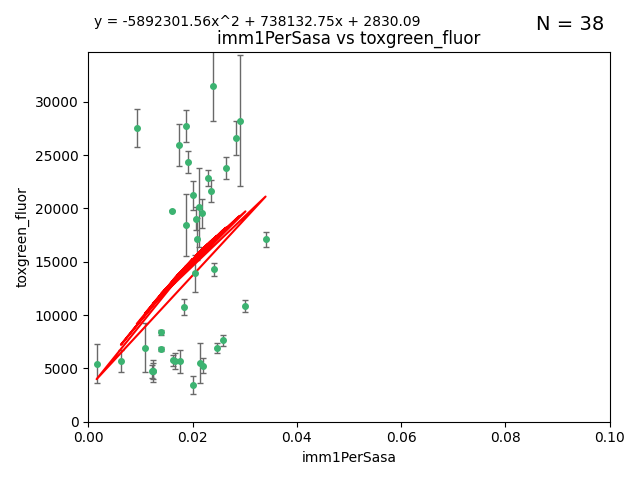 y = -5892301.56x^2 + 738132.75x + 2830.09
N = 38
imm1PerSasa vs toxgreen_fluor
30000
25000
20000
15000
10000
5000
0
toxgreen_fluor
0.00 0.02 0.04 0.06 0.08 0.10
imm1PerSasa